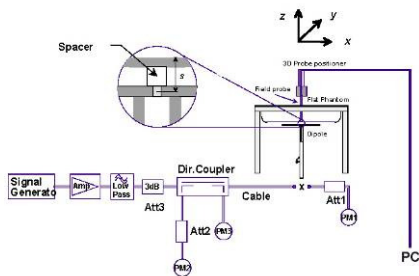 z
y
x
Spacer
s
3D Probe positioner
Field probe
Flat Phantom
Dipole
Dir.Coupler
Signal
Generato
Amp
Low
Pass
3dB
Cable
x
Att3
Att1
Att2
PM3
PM1
PM2
PC